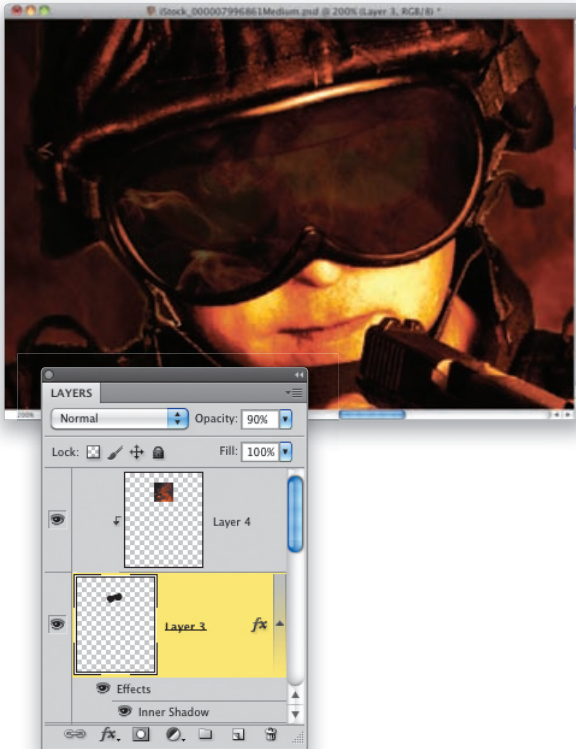 iStock_000007996861Medium.psd @ 200% (Layer 3, RGB/8) *
200%
LAYERS
Normal Opacity: 90%
Lock: Fill: 100%
Layer 4
Layer 3 fx
Effects
Inner Shadow
fx.